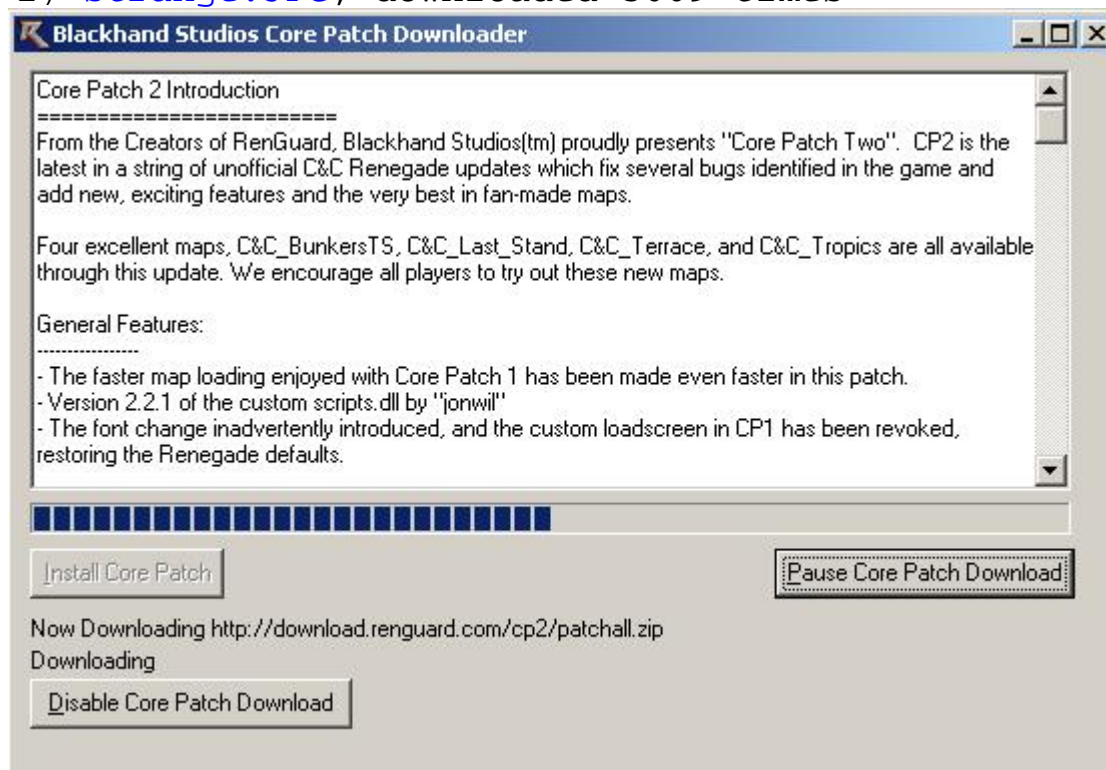 Blackhand Studios Core Patch Downloader
Core Patch 2 Introduction
==========================
From the Creators of RenGuard, Blackhand Studios(tm) proudly presents "Core Patch Two". CP2 is the
latest in a string of unofficial C&C Renegade updates which fix several bugs identified in the game and
add new, exciting features and the very best in fan-made maps.
Four excellent maps, C&C_BunkersTS, C&C_Last_Stand, C&C_Terrace, and C&C_Tropics are all available
through this update. We encourage all players to try out these new maps.
General Features:
-----------------
- The faster map loading enjoyed with Core Patch 1 has been made even faster in this patch.
- Version 2.2.1 of the custom scripts.dll by "jonwil"
- The font change inadvertently introduced, and the custom loadscreen in CP1 has been revoked,
restoring the Renegade defaults.
Install Core Patch
Pause Core Patch Download
Now Downloading http://download.renguard.com/cp2/patchall.zip
Downloading
Disable Core Patch Download